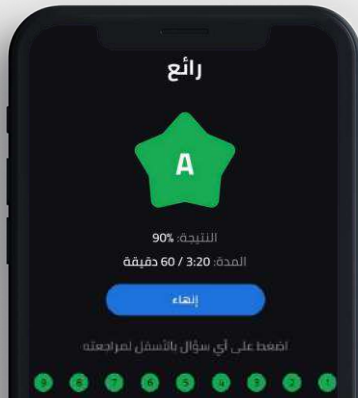 رائع
A
النتيجة: 90%
المدة: 3:20 / 60 دقيقة
إنهاء
اضغط على أي سؤال بالأسفل لمراجعته
1 2 3 4 5 6 7 8 9